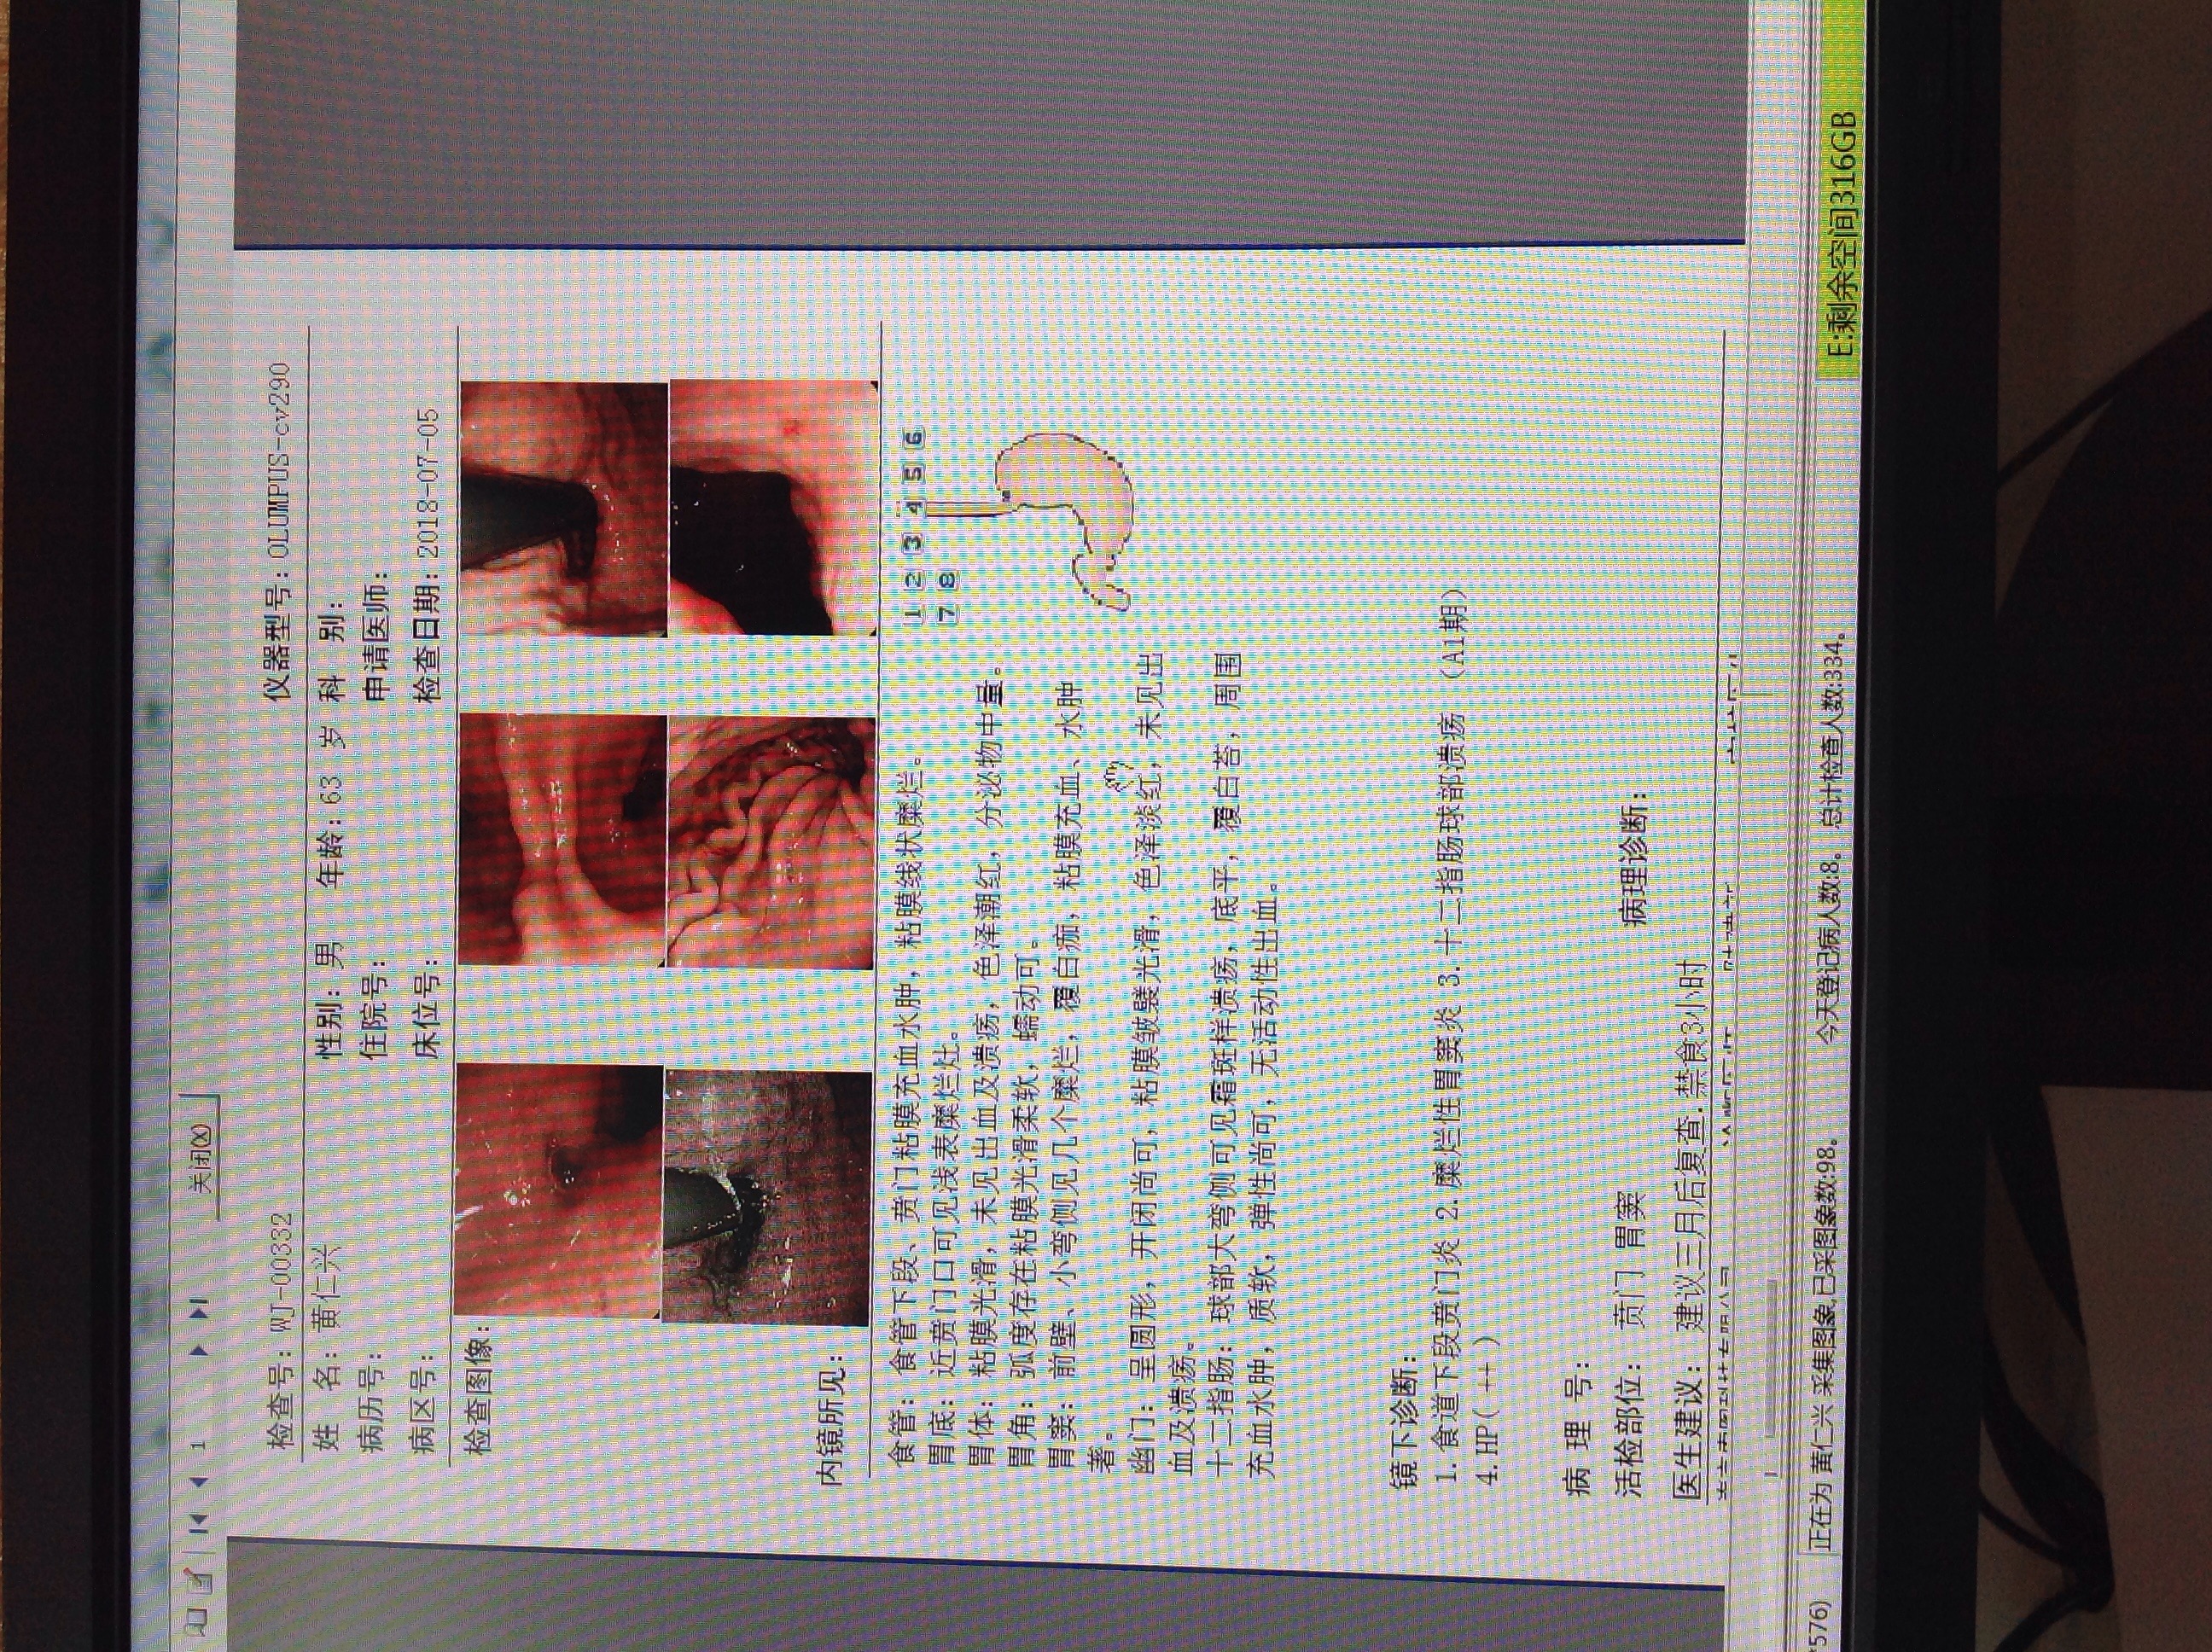 1 关闭(X)
检查号: WJ-00332 仪器型号: OLUMPUS-cv290
姓 名: 黄仁兴 性别: 男 年龄: 63 岁 科 别:
病历号: 住院号: 申请医师:
病区号: 床位号: 检查日期: 2018-07-05
检查图像:
内镜所见:
食管: 食管下段、贲门粘膜充血水肿, 粘膜线状糜烂。
1 2 3 4 5 6
胃底: 近贲门口可见浅表糜烂灶。
7 8
胃体: 粘膜光滑, 未见出血及溃疡, 色泽潮红, 分泌物中量。
胃角: 弧度存在粘膜光滑柔软, 蠕动可。
胃窦: 前壁、小弯侧见几个糜烂, 覆白痂, 粘膜充血、水肿
著。
幽门: 呈圆形, 开闭尚可, 粘膜皱襞光滑, 色泽淡红, 未见出
血及溃疡。
十二指肠: 球部大弯侧可见霜斑样溃疡, 底平, 覆白苔, 周围
充血水肿, 质软, 弹性尚可, 无活动性出血。
镜下诊断:
1. 食道下段贲门炎 2. 糜烂性胃窦炎 3. 十二指肠球部溃疡 (A1期)
4. HP( ++ )
病 理 号:
活检部位: 贲门 胃窦 病理诊断:
医生建议: 建议三月后复查. 禁食3小时
*576) 正在为 黄仁兴 采集图象,已采图象数:98。 今天登记病人数:8。 总计检查人数:334。 E:剩余空间316GB